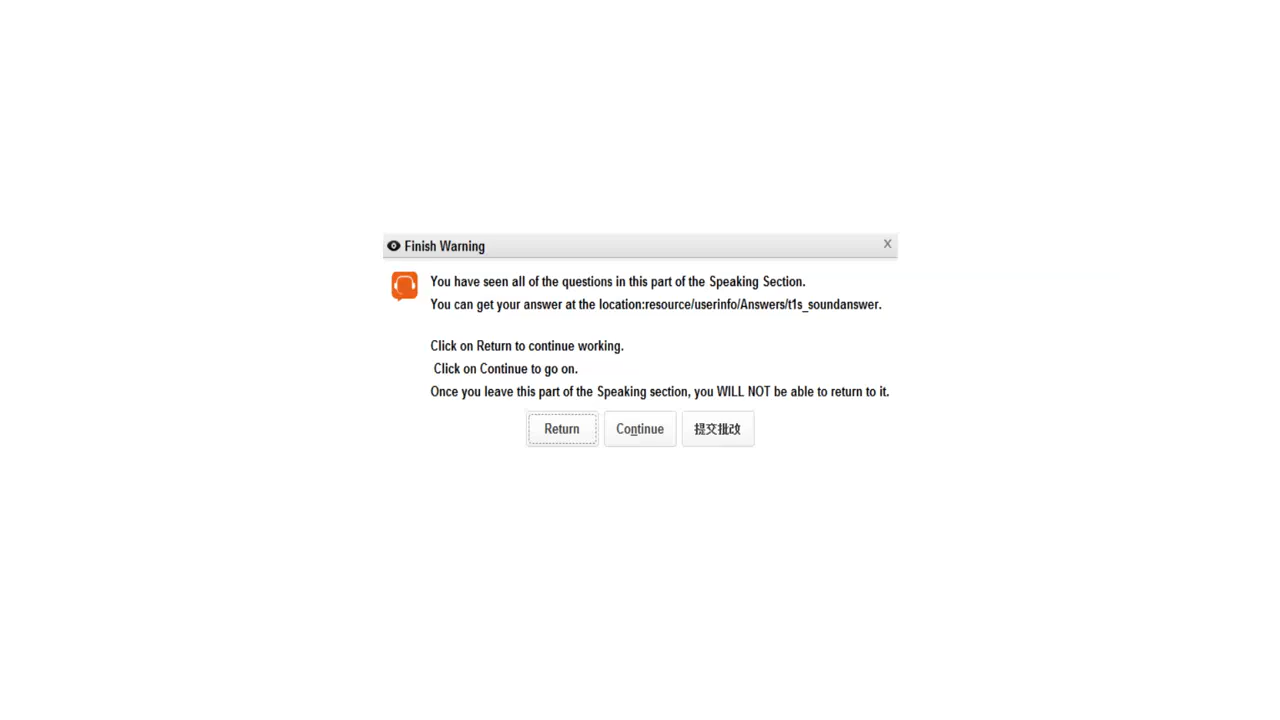 Finish Warning
X
You have seen all of the questions in this part of the Speaking Section.
You can get your answer at the location:resource/userinfo/Answers/t1s_soundanswer.
Click on Return to continue working.
Click on Continue to go on.
Once you leave this part of the Speaking section, you WILL NOT be able to return to it.
Return Continue 提交批改